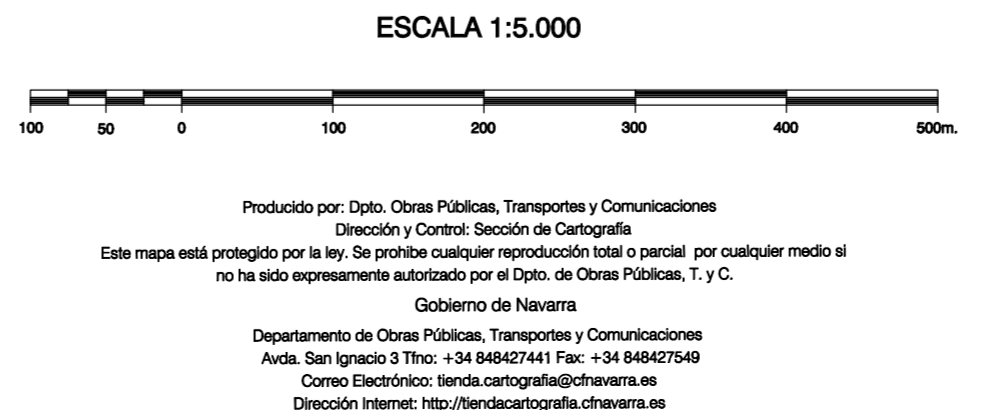 ESCALA 1:5.000
100 50 0 100 200 300 400 500m.
Producido por: Dpto. Obras Públicas, Transportes y Comunicaciones
Dirección y Control: Sección de Cartografía
Este mapa está protegido por la ley. Se prohibe cualquier reproducción total o parcial por cualquier medio si
no ha sido expresamente autorizado por el Dpto. de Obras Públicas, T. y C.
Gobierno de Navarra
Departamento de Obras Públicas, Transportes y Comunicaciones
Avda. San Ignacio 3 Tfno: +34 848427441 Fax: +34 848427549
Correo Electrónico: tienda.cartografia@cfnavarra.es
Dirección Internet: http://tiendacartografia.cfnavarra.es